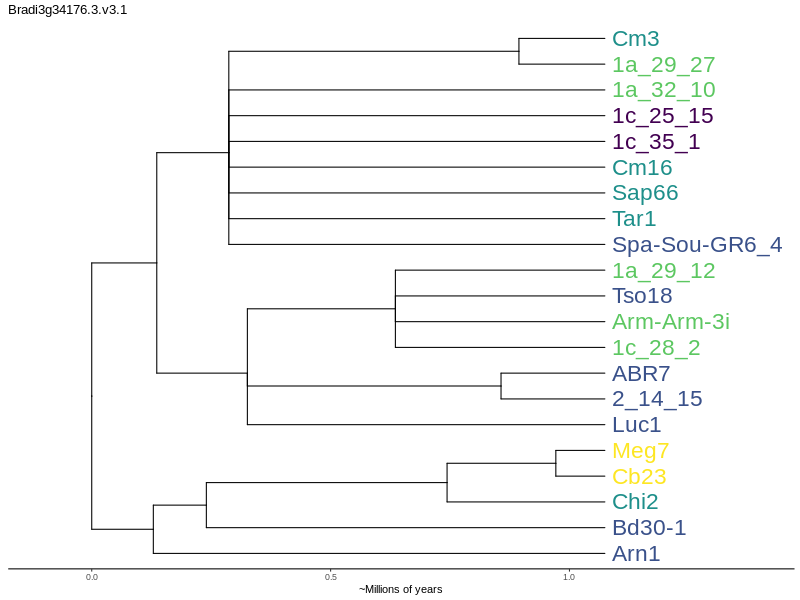 Bradi3g34176.3.v3.1
Cm3
1a_29_27
1a_32_10
1c_25_15
1c_35_1
Cm16
Sap66
Tar1
Spa-Sou-GR6_4
1a_29_12
Tso18
Arm-Arm-3i
1c_28_2
ABR7
2_14_15
Luc1
Meg7
Cb23
Chi2
Bd30-1
Arn1
0.0 0.5 1.0
~Millions of years